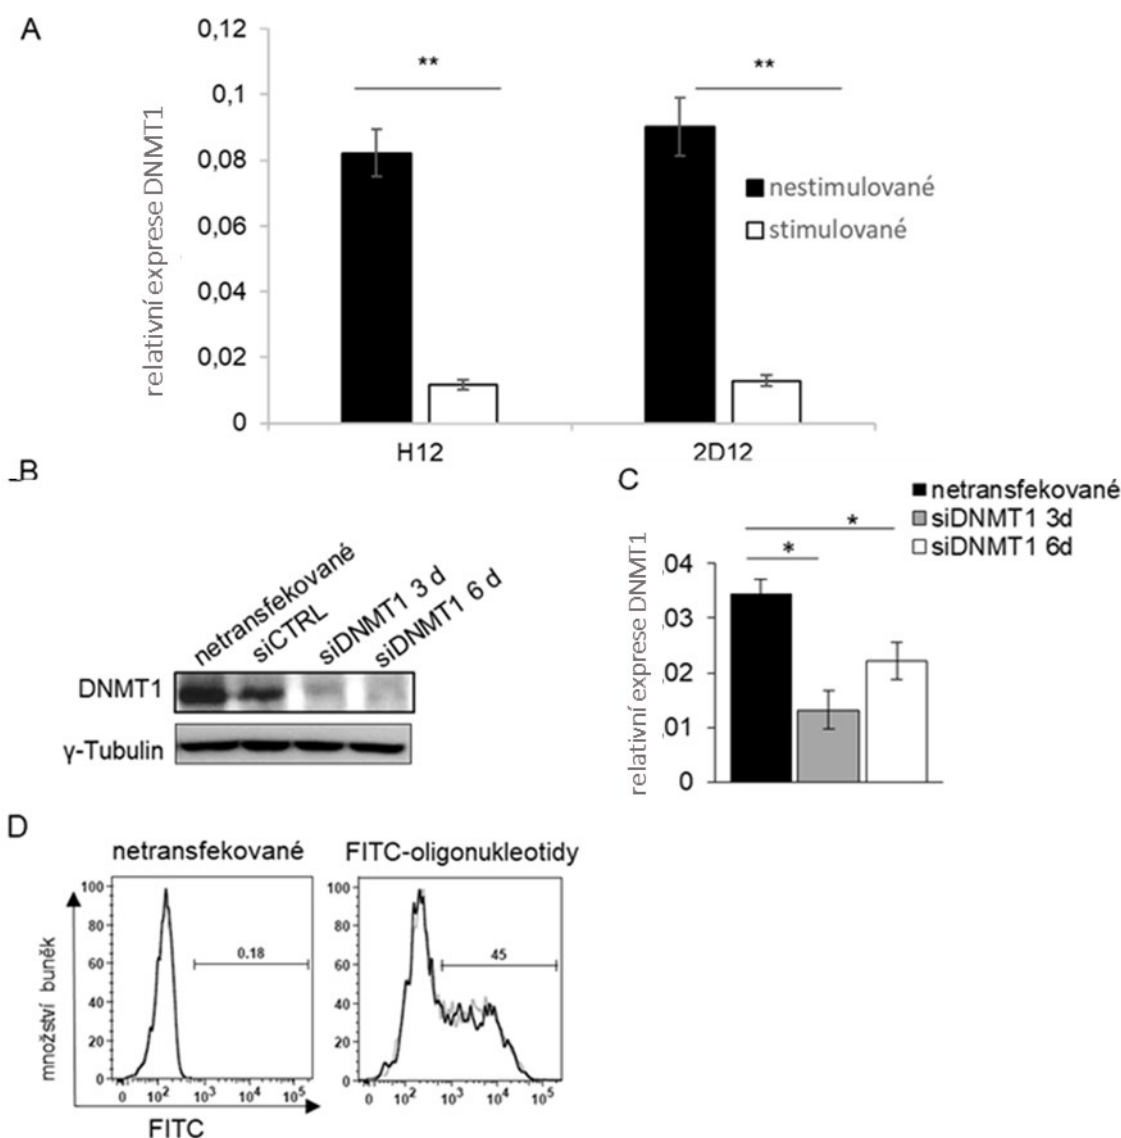 A
0,12
0,1
0,08
0,06
0,04
0,02
0
relativní exprese DNMT1
**
**
nestimulované
stimulované
H12
2D12
B
netransfekované
siCTRL
siDNMT1 3 d
siDNMT1 6 d
DNMT1
γ-Tubulin
C
netransfekované
siDNMT1 3d
siDNMT1 6d
*
*
relativní exprese DNMT1
04
03
02
01
0
D
netransfekované
FITC-oligonukleotidy
množství buněk
100
80
60
40
20
0
0.18
0 10² 10³ 10⁴ 10⁵
100
80
60
40
20
0
45
0 10² 10³ 10⁴ 10⁵
FITC